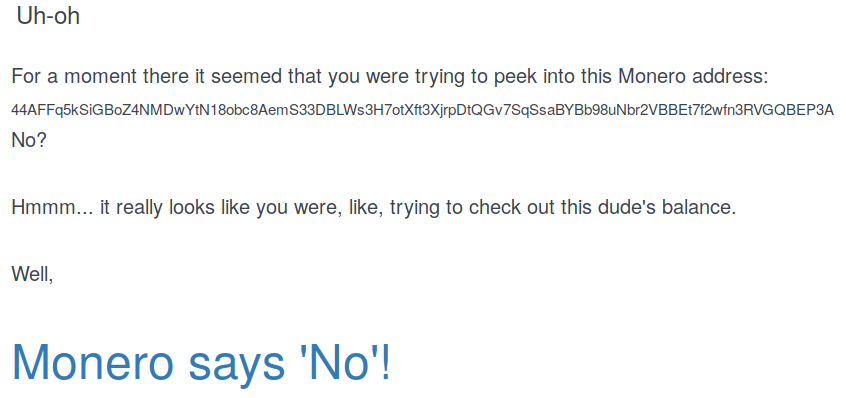 Uh-oh
For a moment there it seemed that you were trying to peek into this Monero address:
44AFFq5kSiGBoZ4NMDwYtN18obc8AemS33DBLWs3H7otXft3XjrpDtQGv7SqSsaBYBb98uNbr2VBBEt7f2wfn3RVGQBEP3A
No?
Hmmm... it really looks like you were, like, trying to check out this dude's balance.
Well,
Monero says 'No'!